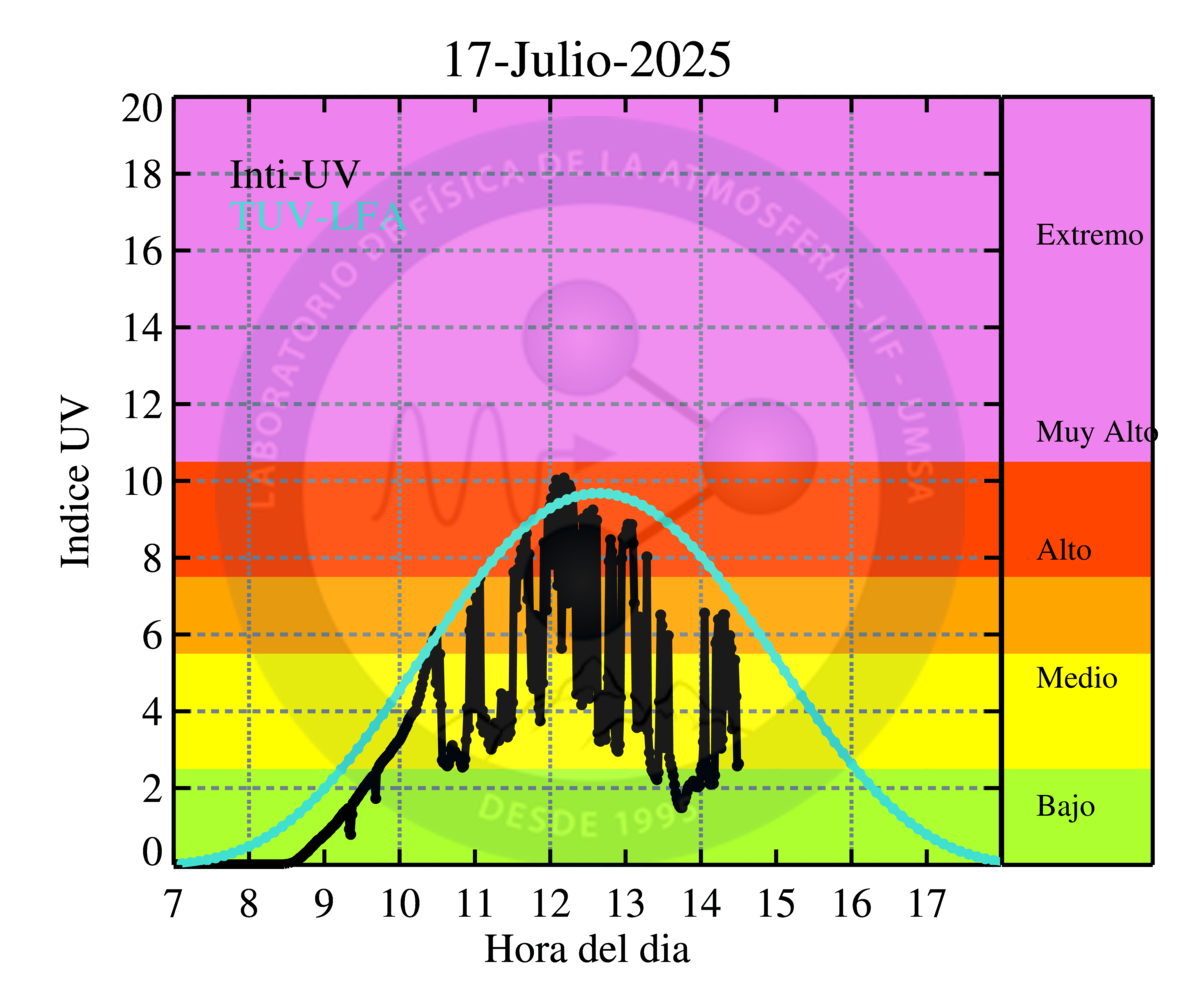 17-Julio-2025
Indice UV
20
18
16
14
12
10
8
6
4
2
0
Inti-UV
TUV-LFA
LABORATORIO DE FÍSICA DE LA ATMÓSFERA - IIF - UMSA
DESDE 1995
Extremo
Muy Alto
Alto
Medio
Bajo
7 8 9 10 11 12 13 14 15 16 17
Hora del dia